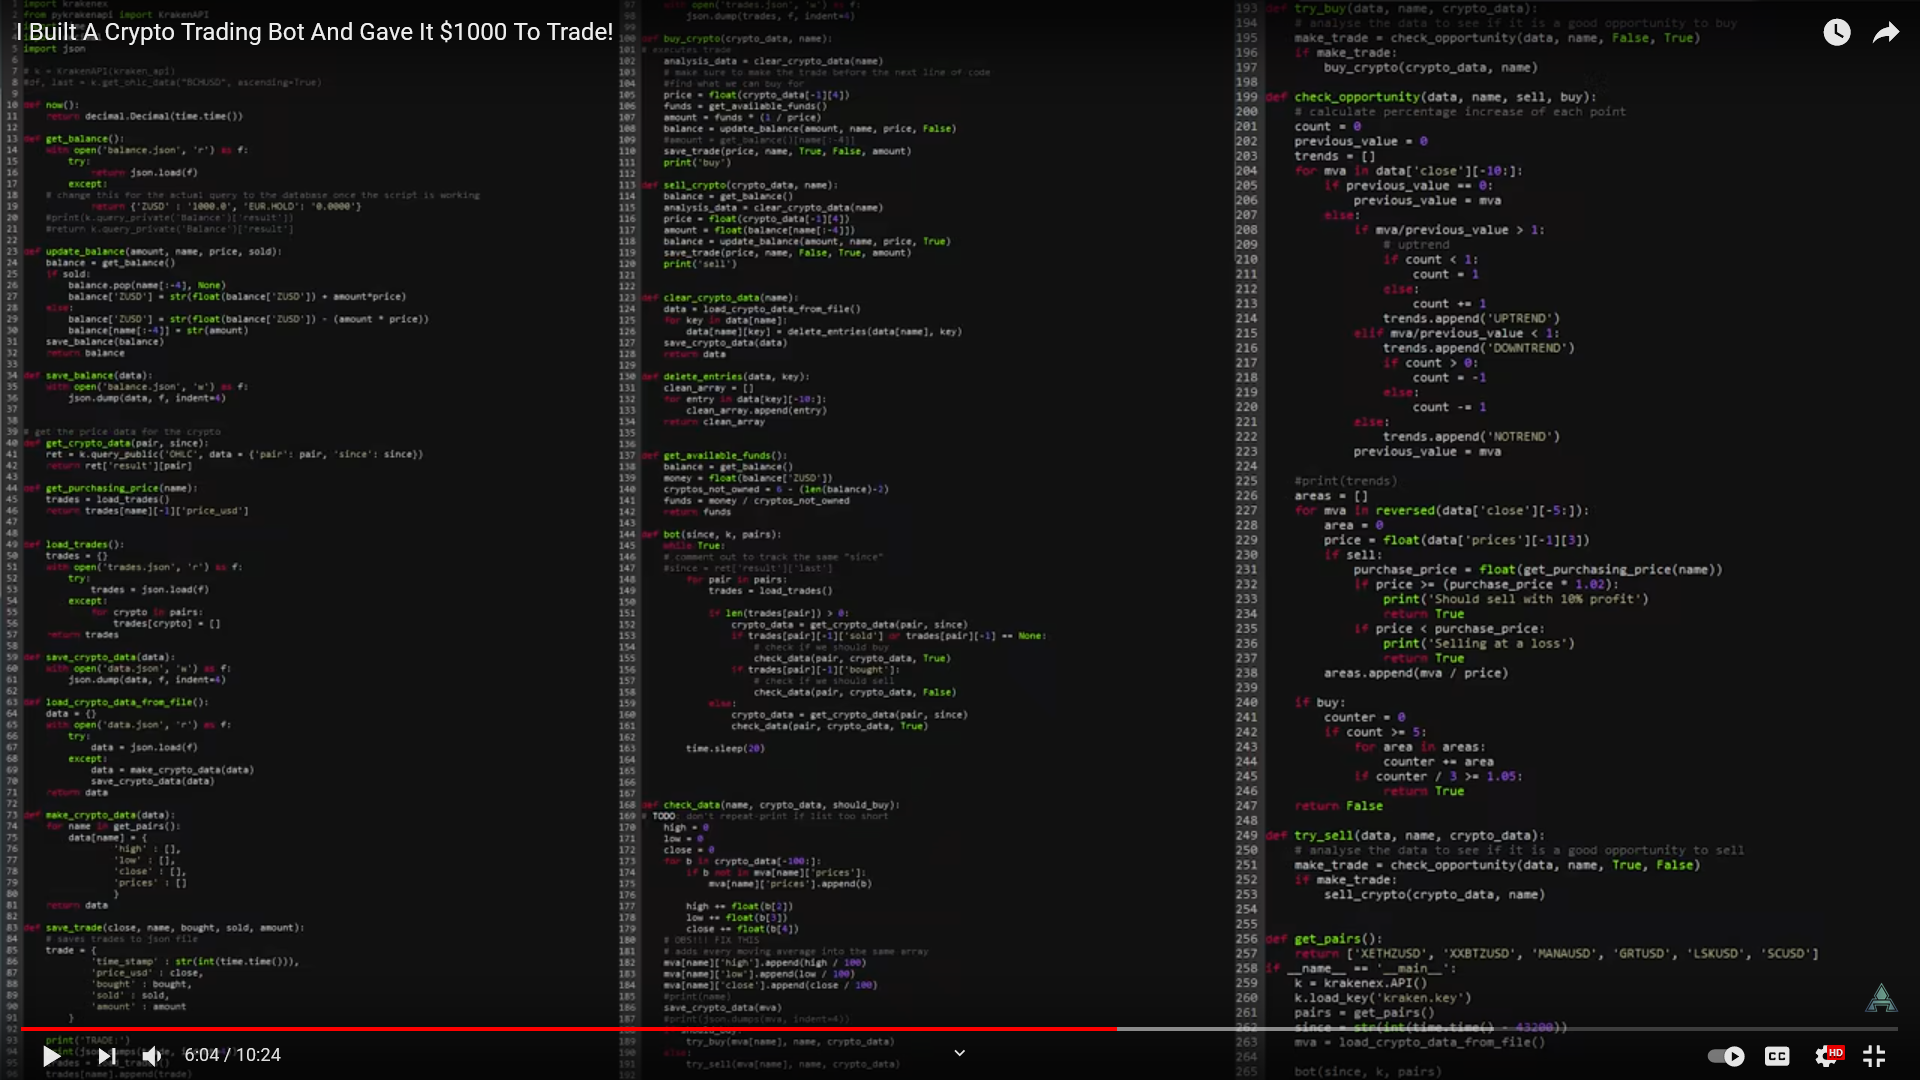 I Built A Crypto Trading Bot And Gave It $1000 To Trade!
import krakenex
from pykrakenapi import KrakenAPI
5 import json
6
7 # k = KrakenAPI(kraken_api)
8 #df, last = k.get_ohlc_data("BCHUSD", ascending=True)
9
10 def now():
11 return decimal.Decimal(time.time())
12
13 def get_balance():
14 with open('balance.json', 'r') as f:
15 try:
16 return json.load(f)
17 except:
18 # change this for the actual query to the database once the script is working
19 return {'ZUSD' : '1000.0', 'EUR.HOLD': '0.0000'}
20 #print(k.query_private('Balance')['result'])
21 #return k.query_private('Balance')['result']
22
23 def update_balance(amount, name, price, sold):
24 balance = get_balance()
25 if sold:
26 balance.pop(name[:-4], None)
27 balance['ZUSD'] = str(float(balance['ZUSD']) + amount*price)
28 else:
29 balance['ZUSD'] = str(float(balance['ZUSD']) - (amount * price))
30 balance[name[:-4]] = str(amount)
31 save_balance(balance)
32 return balance
33
34 def save_balance(data):
35 with open('balance.json', 'w') as f:
36 json.dump(data, f, indent=4)
37
38
39 # get the price data for the crypto
40 def get_crypto_data(pair, since):
41 ret = k.query_public('OHLC', data = {'pair': pair, 'since': since})
42 return ret['result'][pair]
43
44 def get_purchasing_price(name):
45 trades = load_trades()
46 return trades[name][-1]['price_usd']
47
48
49 def load_trades():
50 trades = {}
51 with open('trades.json', 'r') as f:
52 try:
53 trades = json.load(f)
54 except:
55 for crypto in pairs:
56 trades[crypto] = []
57 return trades
58
59 def save_crypto_data(data):
60 with open('data.json', 'w') as f:
61 json.dump(data, f, indent=4)
62
63 def load_crypto_data_from_file():
64 data = {}
65 with open('data.json', 'r') as f:
66 try:
67 data = json.load(f)
68 except:
69 data = make_crypto_data(data)
70 save_crypto_data(data)
71 return data
72
73 def make_crypto_data(data):
74 for name in get_pairs():
75 data[name] = {
76 'high' : [],
77 'low' : [],
78 'close' : [],
79 'prices' : []
80 }
81 return data
82
83 def save_trade(close, name, bought, sold, amount):
84 # saves trades to json file
85 trade = {
86 'time_stamp' : str(int(time.time())),
87 'price_usd' : close,
88 'bought' : bought,
89 'sold' : sold,
90 'amount' : amount
91 }
92
93 print('TRADE:')
97 with open('trades.json', 'w') as f:
98 json.dump(trades, f, indent=4)
99
100 def buy_crypto(crypto_data, name):
101 # executes trade
102 analysis_data = clear_crypto_data(name)
103 # make sure to make the trade before the next line of code
104 #find what we can buy for
105 price = float(crypto_data[-1][4])
106 funds = get_available_funds()
107 amount = funds * (1 / price)
108 balance = update_balance(amount, name, price, False)
109 #amount = get_balance()[name[:-4]]
110 save_trade(price, name, True, False, amount)
111 print('buy')
112
113 def sell_crypto(crypto_data, name):
114 balance = get_balance()
115 analysis_data = clear_crypto_data(name)
116 price = float(crypto_data[-1][4])
117 amount = float(balance[name[:-4]])
118 balance = update_balance(amount, name, price, True)
119 save_trade(price, name, False, True, amount)
120 print('sell')
121
122
123 def clear_crypto_data(name):
124 data = load_crypto_data_from_file()
125 for key in data[name]:
126 data[name][key] = delete_entries(data[name], key)
127 save_crypto_data(data)
128 return data
129
130 def delete_entries(data, key):
131 clean_array = []
132 for entry in data[key][-10:]:
133 clean_array.append(entry)
134 return clean_array
135
136
137 def get_available_funds():
138 balance = get_balance()
139 money = float(balance['ZUSD'])
140 cryptos_not_owned = 6 - (len(balance)-2)
141 funds = money / cryptos_not_owned
142 return funds
143
144 def bot(since, k, pairs):
145 while True:
146 # comment out to track the same "since"
147 #since = ret['result']['last']
148 for pair in pairs:
149 trades = load_trades()
150
151 if len(trades[pair]) > 0:
152 crypto_data = get_crypto_data(pair, since)
153 if trades[pair][-1]['sold'] or trades[pair][-1] == None:
154 # check if we should buy
155 check_data(pair, crypto_data, True)
156 if trades[pair][-1]['bought']:
157 # check if we should sell
158 check_data(pair, crypto_data, False)
159 else:
160 crypto_data = get_crypto_data(pair, since)
161 check_data(pair, crypto_data, True)
162
163 time.sleep(20)
164
165
166
167
168 def check_data(name, crypto_data, should_buy):
169 # TODO: don't repeat-print if list too short
170 high = 0
171 low = 0
172 close = 0
173 for b in crypto_data[-100:]:
174 if b not in mva[name]['prices']:
175 mva[name]['prices'].append(b)
176
177 high += float(b[2])
178 low += float(b[3])
179 close += float(b[4])
180 # OBS!!! FIX THIS
181 # adds every moving average into the same array
182 mva[name]['high'].append(high / 100)
183 mva[name]['low'].append(low / 100)
184 mva[name]['close'].append(close / 100)
185 #print(name)
186 save_crypto_data(mva)
187 #print(json.dumps(mva, indent=4))
189 try_buy(mva[name], name, crypto_data)
190 else:
191 try_sell(mva[name], name, crypto_data)
193 def try_buy(data, name, crypto_data):
194 # analyse the data to see if it is a good opportunity to buy
195 make_trade = check_opportunity(data, name, False, True)
196 if make_trade:
197 buy_crypto(crypto_data, name)
198
199 def check_opportunity(data, name, sell, buy):
200 # calculate percentage increase of each point
201 count = 0
202 previous_value = 0
203 trends = []
204 for mva in data['close'][-10:]:
205 if previous_value == 0:
206 previous_value = mva
207 else:
208 if mva/previous_value > 1:
209 # uptrend
210 if count < 1:
211 count = 1
212 else:
213 count += 1
214 trends.append('UPTREND')
215 elif mva/previous_value < 1:
216 trends.append('DOWNTREND')
217 if count > 0:
218 count = -1
219 else:
220 count -= 1
221 else:
222 trends.append('NOTREND')
223 previous_value = mva
224
225 #print(trends)
226 areas = []
227 for mva in reversed(data['close'][-5:]):
228 area = 0
229 price = float(data['prices'][-1][3])
230 if sell:
231 purchase_price = float(get_purchasing_price(name))
232 if price >= (purchase_price * 1.02):
233 print('Should sell with 10% profit')
234 return True
235 if price < purchase_price:
236 print('Selling at a loss')
237 return True
238 areas.append(mva / price)
239
240 if buy:
241 counter = 0
242 if count >= 5:
243 for area in areas:
244 counter += area
245 if counter / 3 >= 1.05:
246 return True
247 return False
248
249 def try_sell(data, name, crypto_data):
250 # analyse the data to see if it is a good opportunity to sell
251 make_trade = check_opportunity(data, name, True, False)
252 if make_trade:
253 sell_crypto(crypto_data, name)
254
255
256 def get_pairs():
257 return ['XETHZUSD', 'XXBTZUSD', 'MANAUSD', 'GRTUSD', 'LSKUSD', 'SCUSD']
258 if __name__ == '__main__':
259 k = krakenex.API()
260 k.load_key('kraken.key')
261 pairs = get_pairs()
262 since = str(int(time.time() - 43200))
263 mva = load_crypto_data_from_file()
264
265 bot(since, k, pairs)
6:04 / 10:24
CC
HD